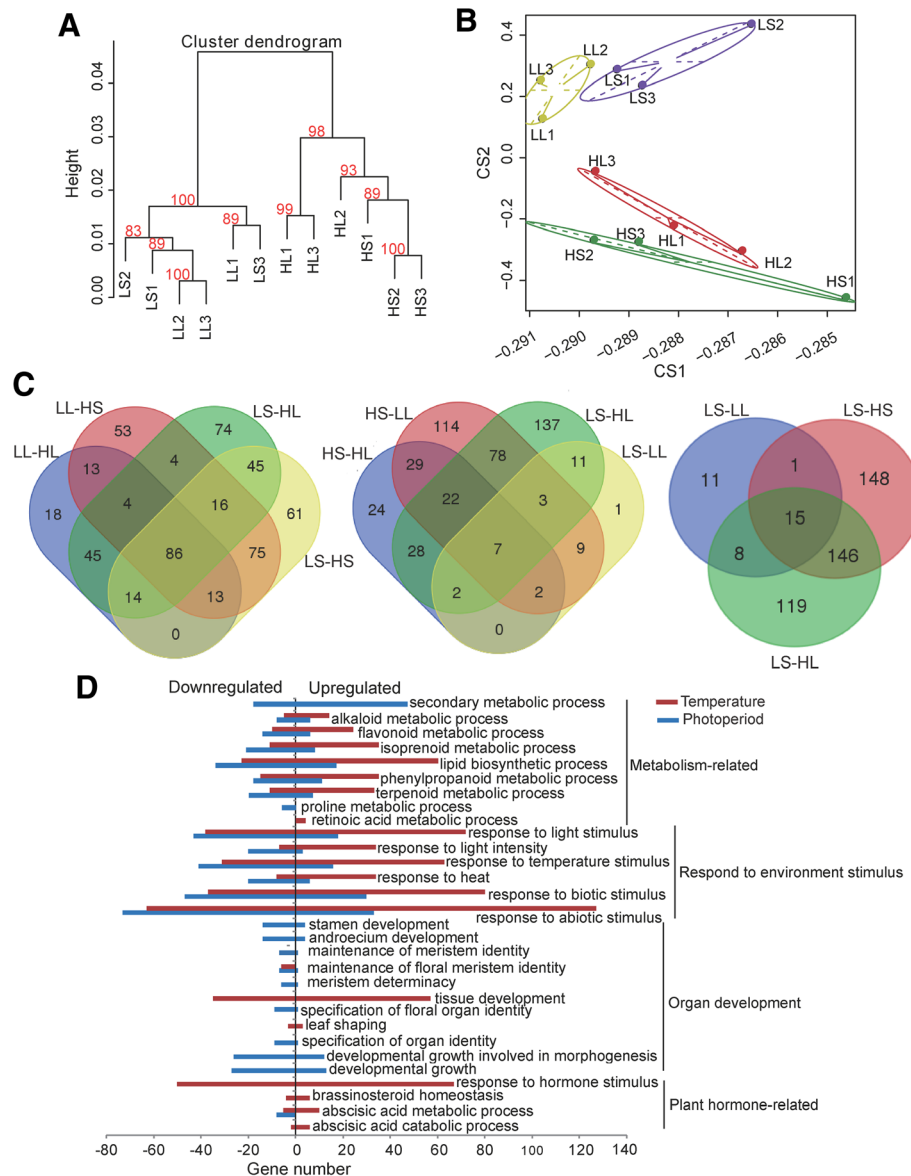 A
Cluster dendrogram
Height
0.00
0.01
0.02
0.03
0.04
98
93
100
89
99
89
83
89
100
100
LS2
LS1
LL2
LL3
LL1
LS3
HL1
HL3
HL2
HS1
HS2
HS3
B
CS2
0.4
0.2
0.0
−0.2
−0.4
LS2
LL2
LL3
LS1
LS3
LL1
HL3
HS3
HL1
HS2
HL2
HS1
−0.291
−0.290
−0.289
−0.288
−0.287
−0.286
−0.285
CS1
C
LL-HS
LS-HL
LL-HL
LS-HS
53
74
13
4
45
18
4
16
61
45
86
75
14
13
0
HS-LL
LS-HL
HS-HL
LS-LL
114
137
29
78
11
24
22
3
1
28
7
9
2
2
0
LS-LL
LS-HS
11
1
148
15
8
146
119
LS-HL
D
Downregulated
Upregulated
Temperature
Photoperiod
secondary metabolic process
alkaloid metabolic process
flavonoid metabolic process
isoprenoid metabolic process
lipid biosynthetic process
phenylpropanoid metabolic process
terpenoid metabolic process
proline metabolic process
retinoic acid metabolic process
Metabolism-related
response to light stimulus
response to light intensity
response to temperature stimulus
response to heat
response to biotic stimulus
response to abiotic stimulus
Respond to environment stimulus
stamen development
androecium development
maintenance of meristem identity
maintenance of floral meristem identity
meristem determinacy
tissue development
specification of floral organ identity
leaf shaping
specification of organ identity
developmental growth involved in morphogenesis
developmental growth
Organ development
response to hormone stimulus
brassinosteroid homeostasis
abscisic acid metabolic process
abscisic acid catabolic process
Plant hormone-related
-80
-60
-40
-20
0
20
40
60
80
100
120
140
Gene number